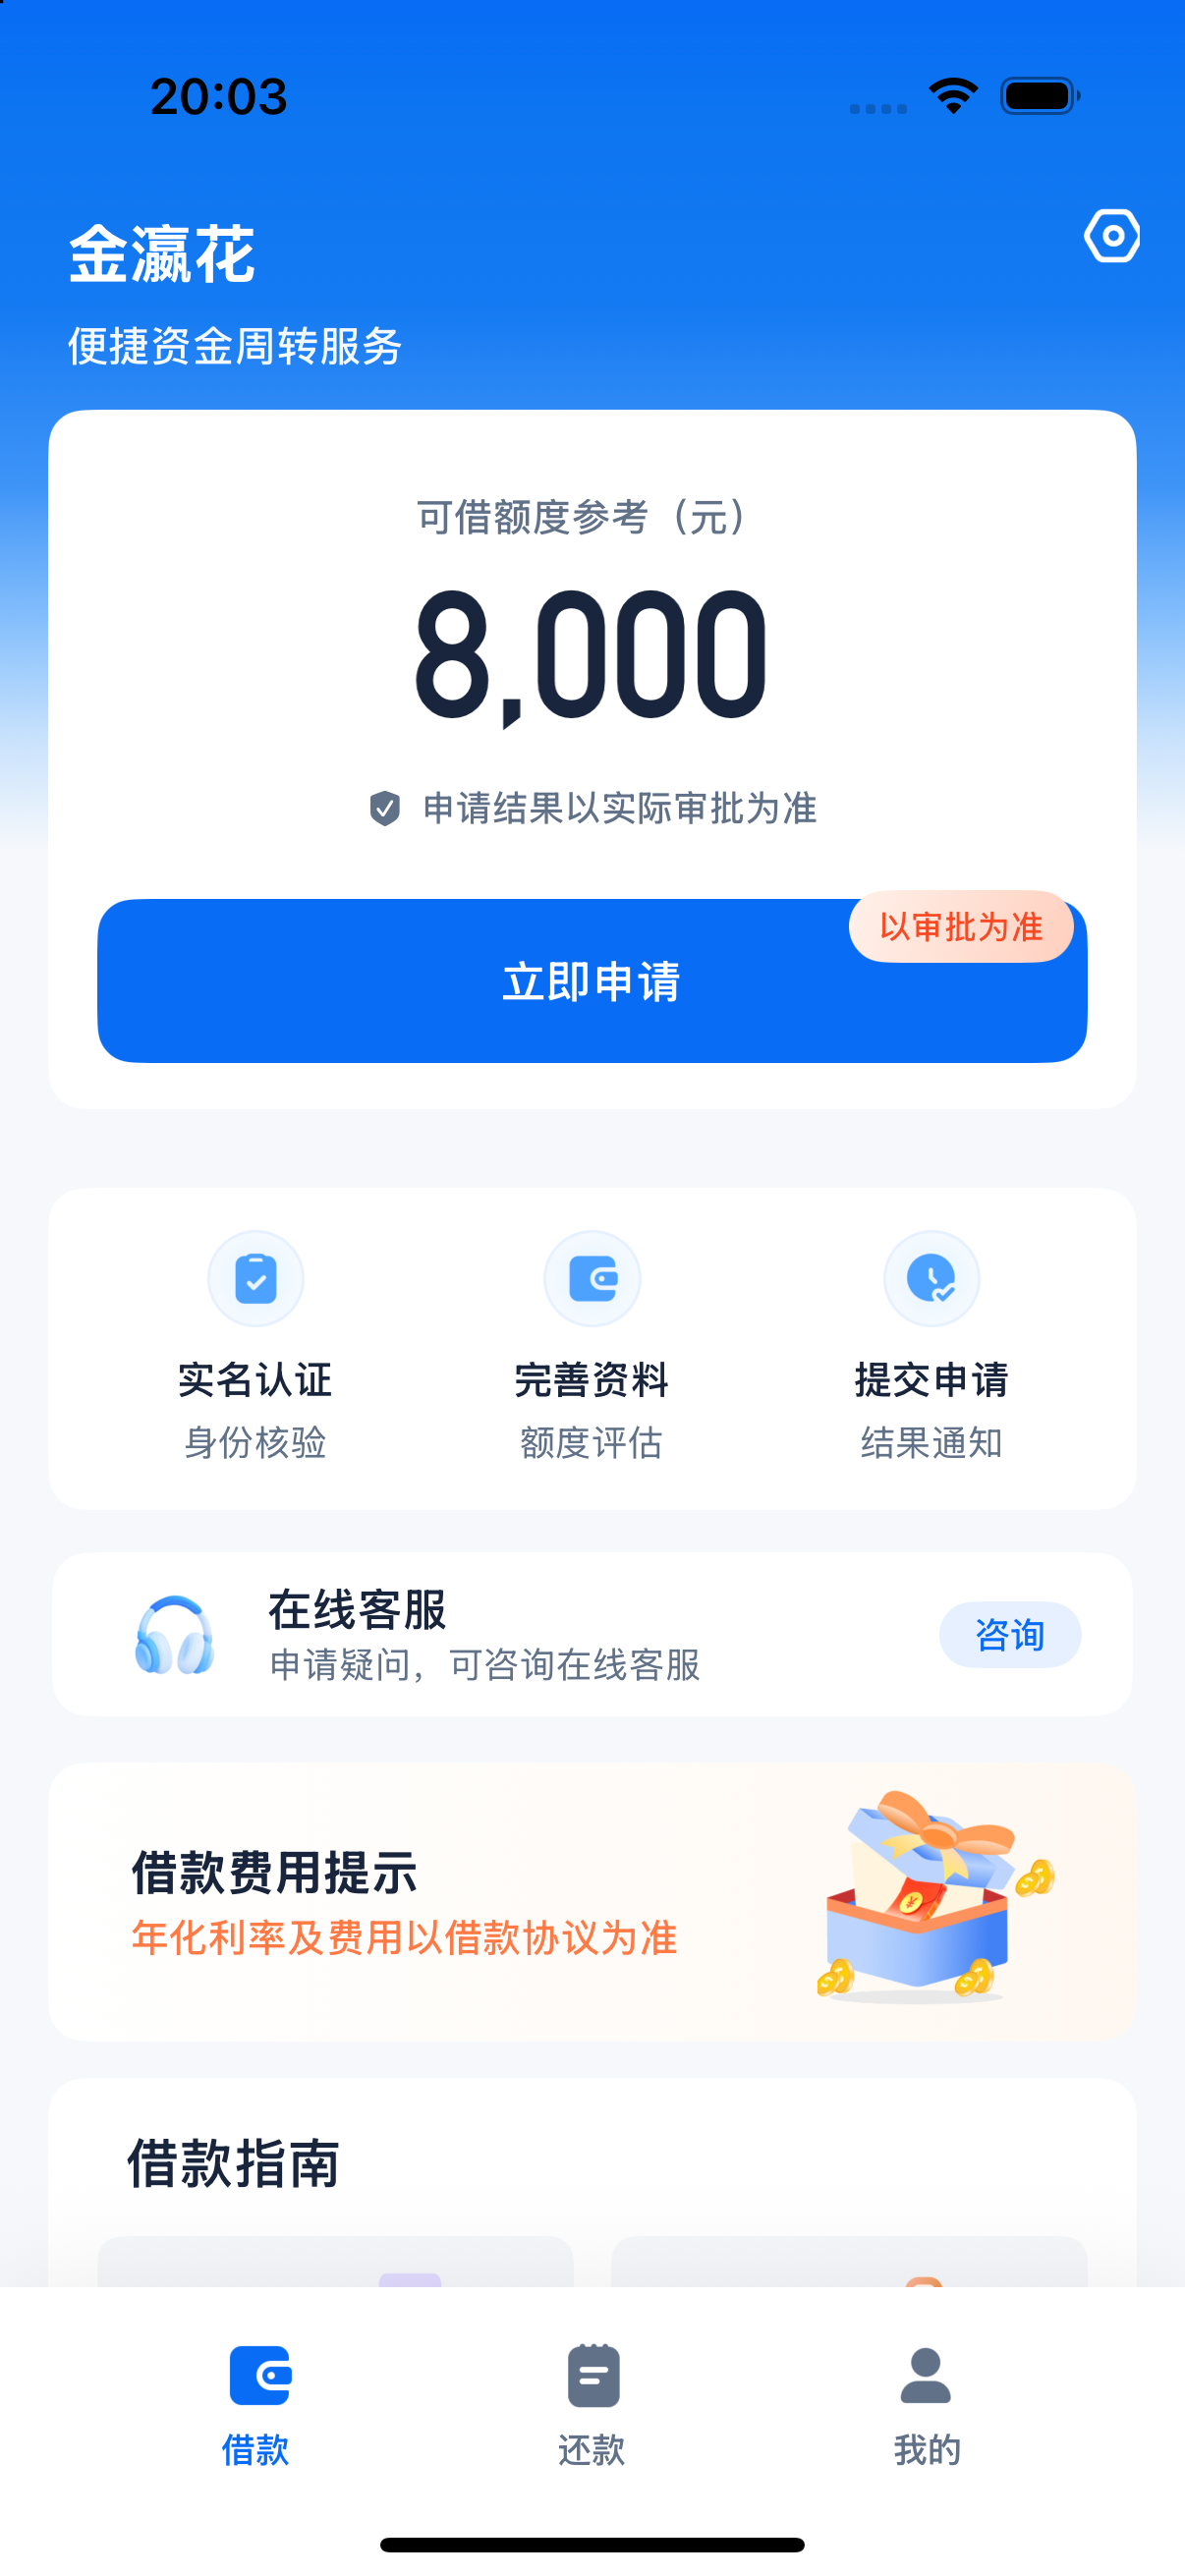 20:03
金瀛花
便捷资金周转服务
可借额度参考（元）
8,000
申请结果以实际审批为准
以审批为准
立即申请
实名认证 完善资料 提交申请
身份核验 额度评估 结果通知
在线客服
申请疑问，可咨询在线客服
咨询
借款费用提示
年化利率及费用以借款协议为准
借款指南
借款 还款 我的